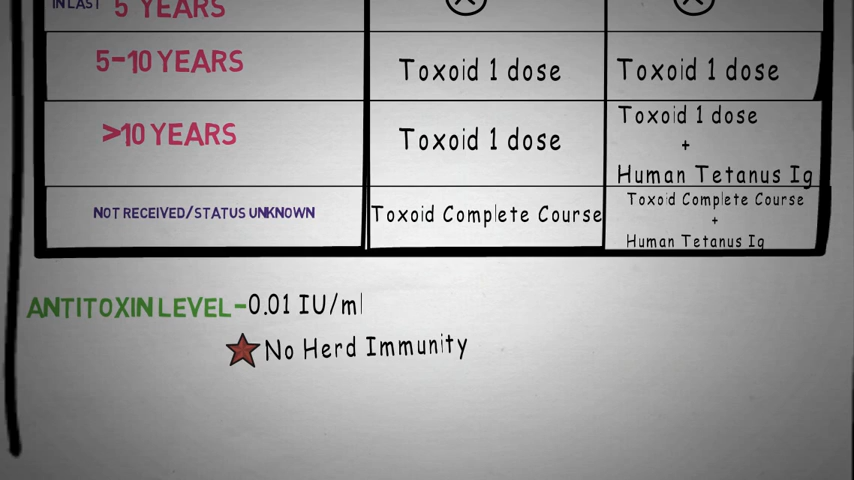 IN LAST 5 YEARS
5-10 YEARS Toxoid 1 dose Toxoid 1 dose
>10 YEARS Toxoid 1 dose Toxoid 1 dose
+
Human Tetanus Ig
NOT RECEIVED/STATUS UNKNOWN Toxoid Complete Course Toxoid Complete Course
+
Human Tetanus Ig
ANTITOXIN LEVEL-0.01 IU/ml
No Herd Immunity